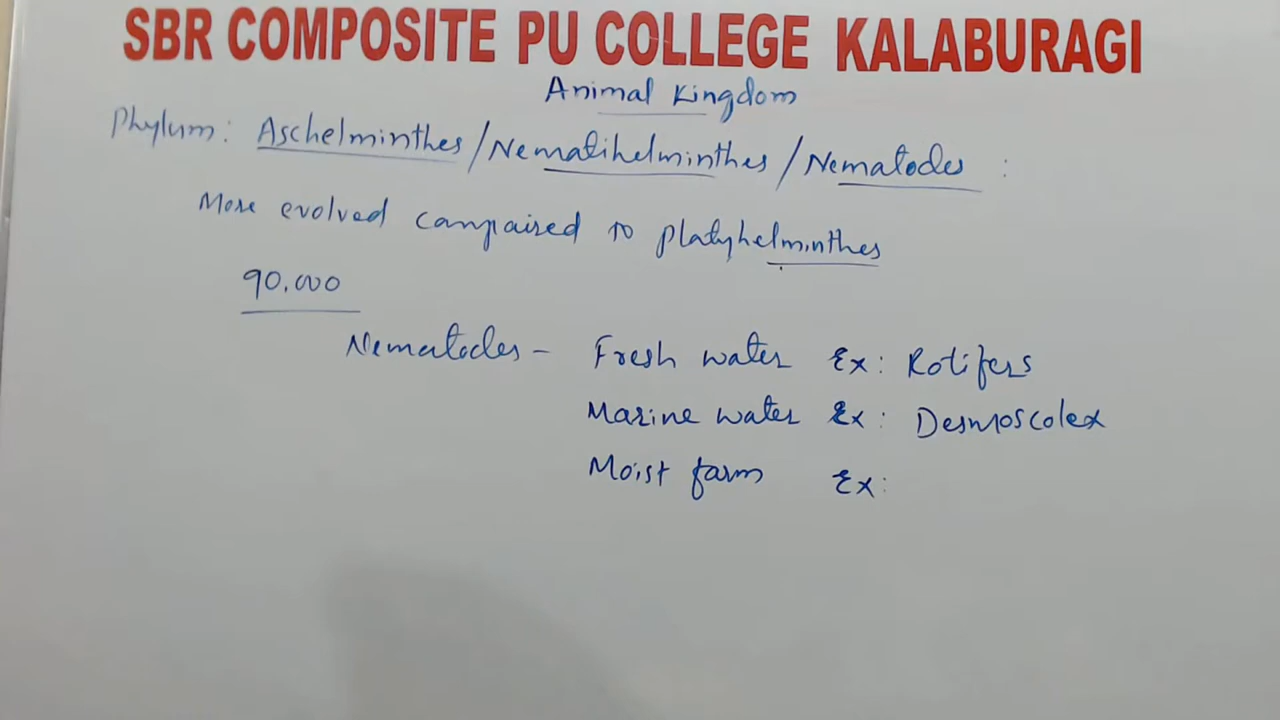 SBR COMPOSITE PU COLLEGE KALABURAGI
Animal Kingdom
Phylum: Aschelminthes / Nematihelminthes / Nematodes :
More evolved campaired to platyhelminthes
90,000
Nematodes - Fresh water Ex: Rotifers
Marine water Ex: Desmoscolex
Moist farm Ex: